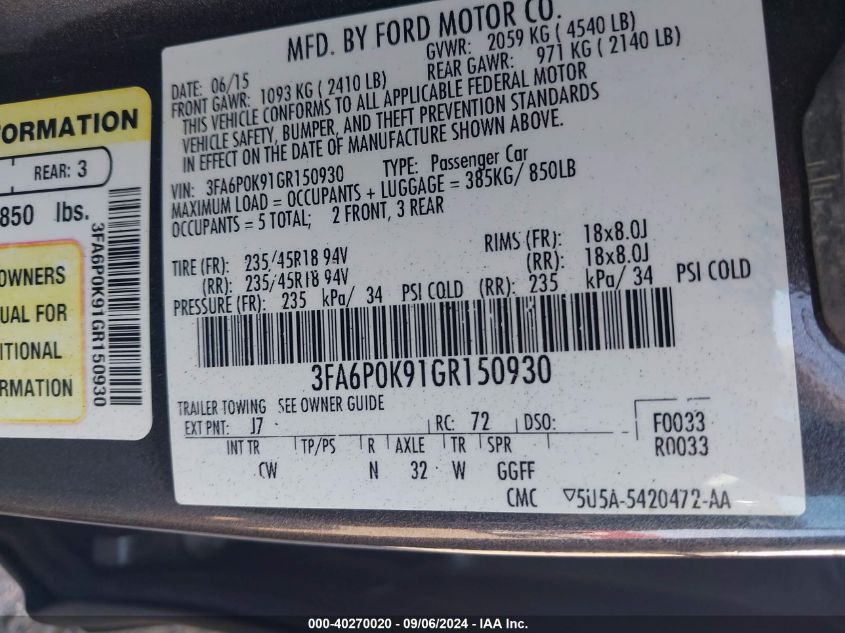 MFD. BY FORD MOTOR CO.
DATE: 06/15 GVWR: 2059 KG ( 4540 LB)
FRONT GAWR: 1093 KG ( 2410 LB) REAR GAWR: 971 KG ( 2140 LB)
THIS VEHICLE CONFORMS TO ALL APPLICABLE FEDERAL MOTOR
VEHICLE SAFETY, BUMPER, AND THEFT PREVENTION STANDARDS
IN EFFECT ON THE DATE OF MANUFACTURE SHOWN ABOVE.
VIN: 3FA6P0K91GR150930 TYPE: Passenger Car
MAXIMUM LOAD = OCCUPANTS + LUGGAGE = 385KG/ 850LB
OCCUPANTS = 5 TOTAL; 2 FRONT, 3 REAR
TIRE (FR): 235/45R18 94V RIMS (FR): 18x8.0J
(RR): 235/45R18 94V (RR): 18x8.0J
PRESSURE (FR): 235 kPa/ 34 PSI COLD (RR): 235 kPa/ 34 PSI COLD
3FA6P0K91GR150930
TRAILER TOWING SEE OWNER GUIDE
EXT PNT: J7 RC: 72 DSO: F0033
R0033
INT TR TP/PS R AXLE TR SPR
CW N 32 W GGFF
CMC ▽5U5A-5420472-AA
FORMATION
REAR: 3
850 lbs.
3FA6P0K91GR150930
OWNERS
UAL FOR
ITIONAL
RMATION
000-40270020 - 09/06/2024 - IAA Inc.